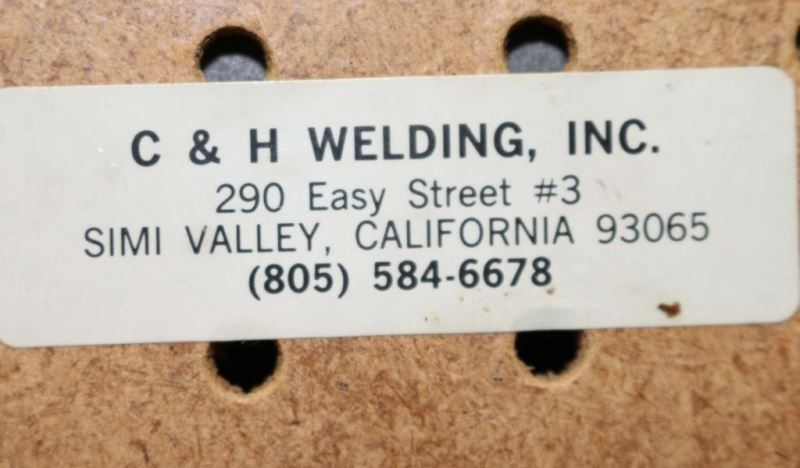 C & H WELDING, INC.
290 Easy Street #3
SIMI VALLEY, CALIFORNIA 93065
(805) 584-6678